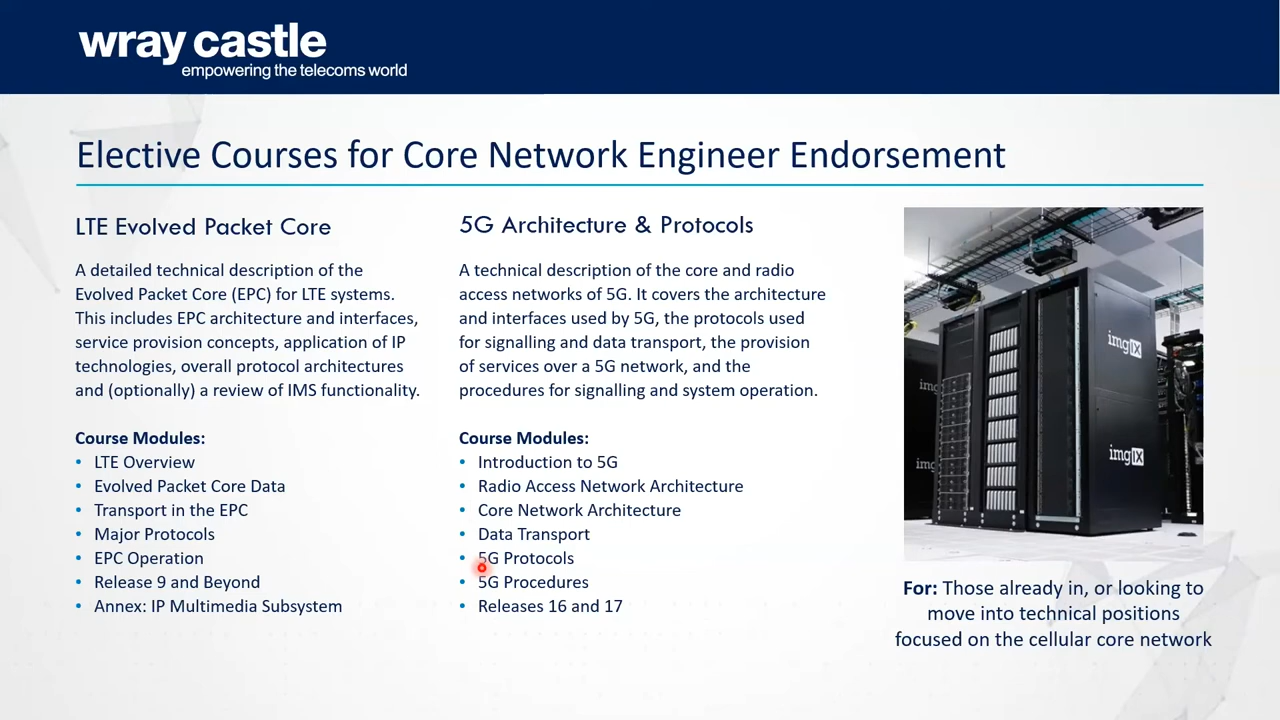 wray castle
empowering the telecoms world
Elective Courses for Core Network Engineer Endorsement
LTE Evolved Packet Core
A detailed technical description of the
Evolved Packet Core (EPC) for LTE systems.
This includes EPC architecture and interfaces,
service provision concepts, application of IP
technologies, overall protocol architectures
and (optionally) a review of IMS functionality.
Course Modules:
• LTE Overview
• Evolved Packet Core Data
• Transport in the EPC
• Major Protocols
• EPC Operation
• Release 9 and Beyond
• Annex: IP Multimedia Subsystem
5G Architecture & Protocols
A technical description of the core and radio
access networks of 5G. It covers the architecture
and interfaces used by 5G, the protocols used
for signalling and data transport, the provision
of services over a 5G network, and the
procedures for signalling and system operation.
Course Modules:
• Introduction to 5G
• Radio Access Network Architecture
• Core Network Architecture
• Data Transport
• 5G Protocols
• 5G Procedures
• Releases 16 and 17
imgIX
imgIX
img
img
For: Those already in, or looking to
move into technical positions
focused on the cellular core network